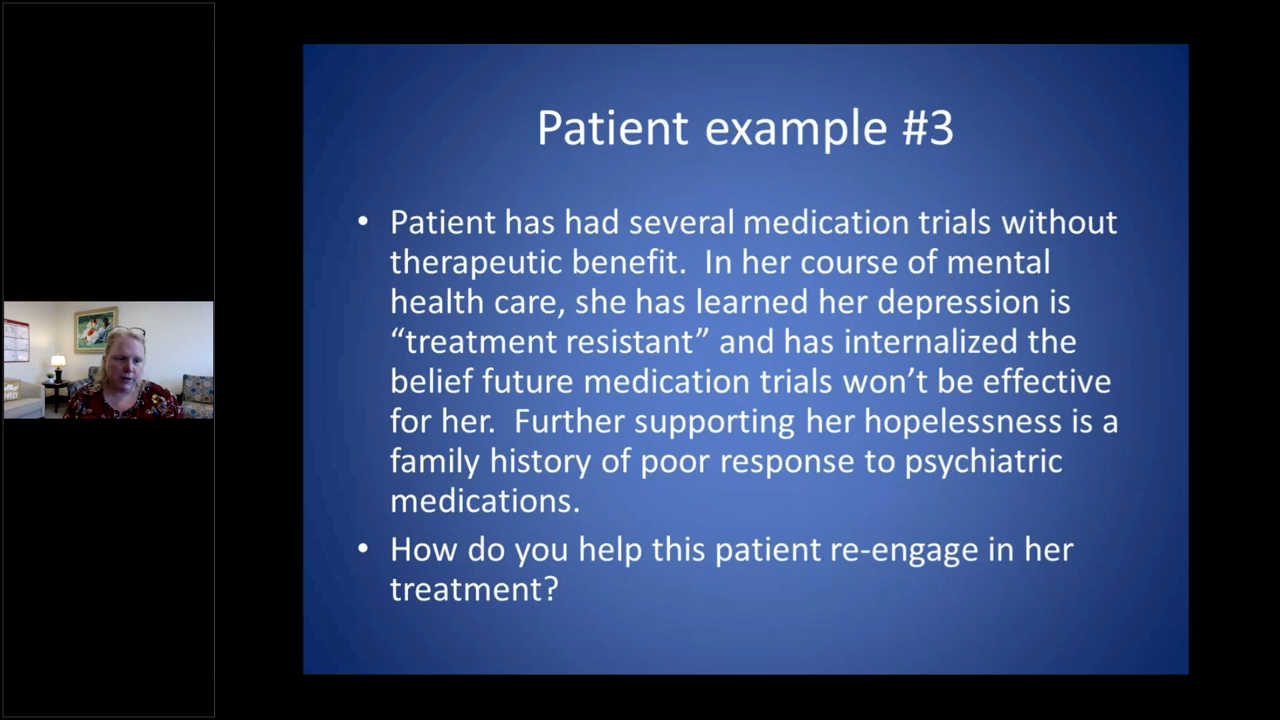 Patient example #3
• Patient has had several medication trials without
therapeutic benefit.  In her course of mental
health care, she has learned her depression is
“treatment resistant” and has internalized the
belief future medication trials won’t be effective
for her.  Further supporting her hopelessness is a
family history of poor response to psychiatric
medications.
• How do you help this patient re-engage in her
treatment?